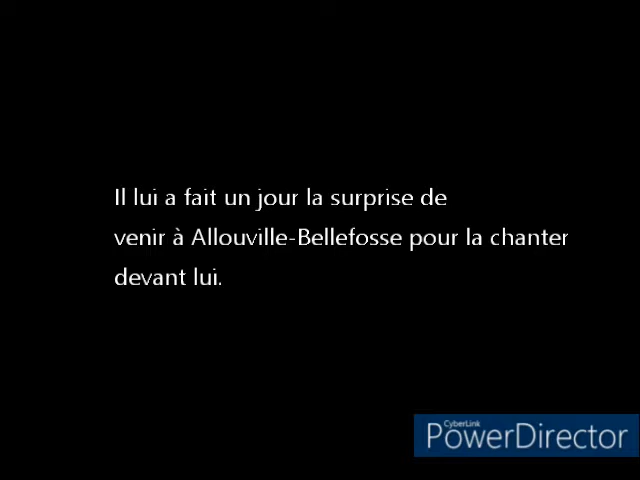 Il lui a fait un jour la surprise de
venir à Allouville-Bellefosse pour la chanter
devant lui.
CyberLink
PowerDirector